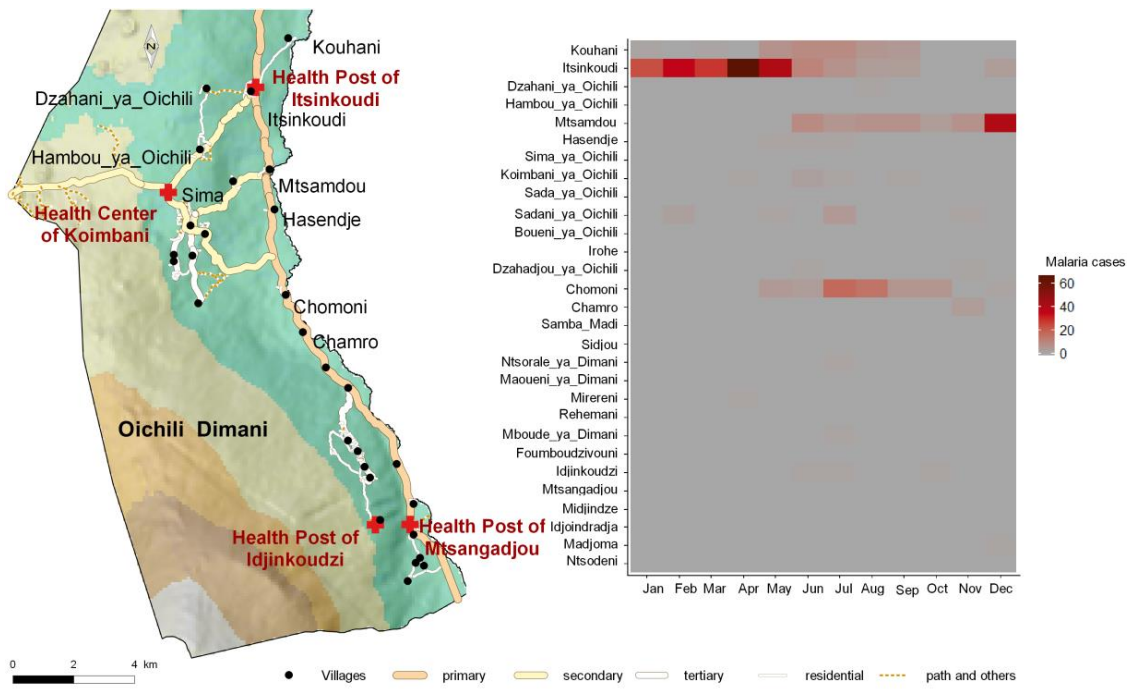 Kouhani
Health Post of
Itsinkoudi
Dzahani_ya_Oichili
Itsinkoudi
Hambou_ya_Oichili
Mtsamdou
Sima
Health Center
of Koimbani
Hasendje
Chomoni
Chamro
Oichili Dimani
Health Post of
Idjinkoudzi
Health Post of
Mtsangadjou
N
0 2 4 km
Villages primary secondary tertiary residential path and others
Kouhani
Itsinkoudi
Dzahani_ya_Oichili
Hambou_ya_Oichili
Mtsamdou
Hasendje
Sima_ya_Oichili
Koimbani_ya_Oichili
Sada_ya_Oichili
Sadani_ya_Oichili
Boueni_ya_Oichili
Irohe
Dzahadjou_ya_Oichili
Chomoni
Chamro
Samba_Madi
Sidjou
Ntsorale_ya_Dimani
Maoueni_ya_Dimani
Mirereni
Rehemani
Mboude_ya_Dimani
Foumboudzivouni
Idjinkoudzi
Mtsangadjou
Midjindze
Idjoindradja
Madjoma
Ntsodeni
Jan Feb Mar Apr May Jun Jul Aug Sep Oct Nov Dec
Malaria cases
60
40
20
0